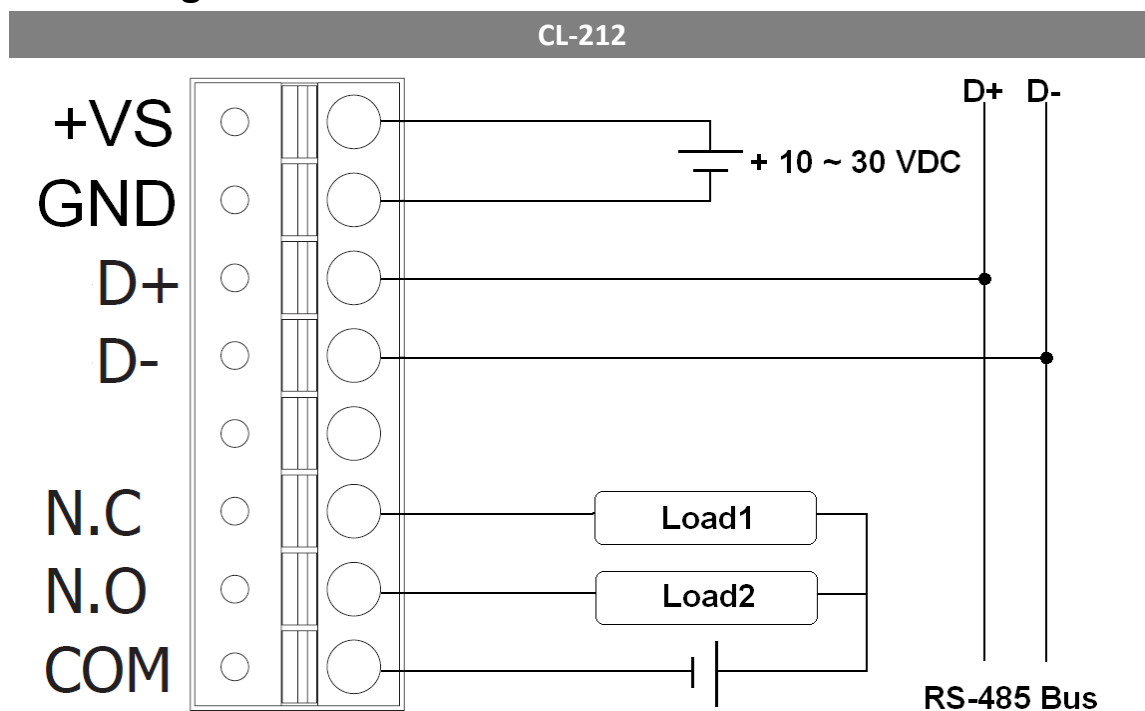 CL-212
D+ D-
+VS
+ 10 ~ 30 VDC
GND
D+
D-
N.C
Load1
N.O
Load2
COM
RS-485 Bus